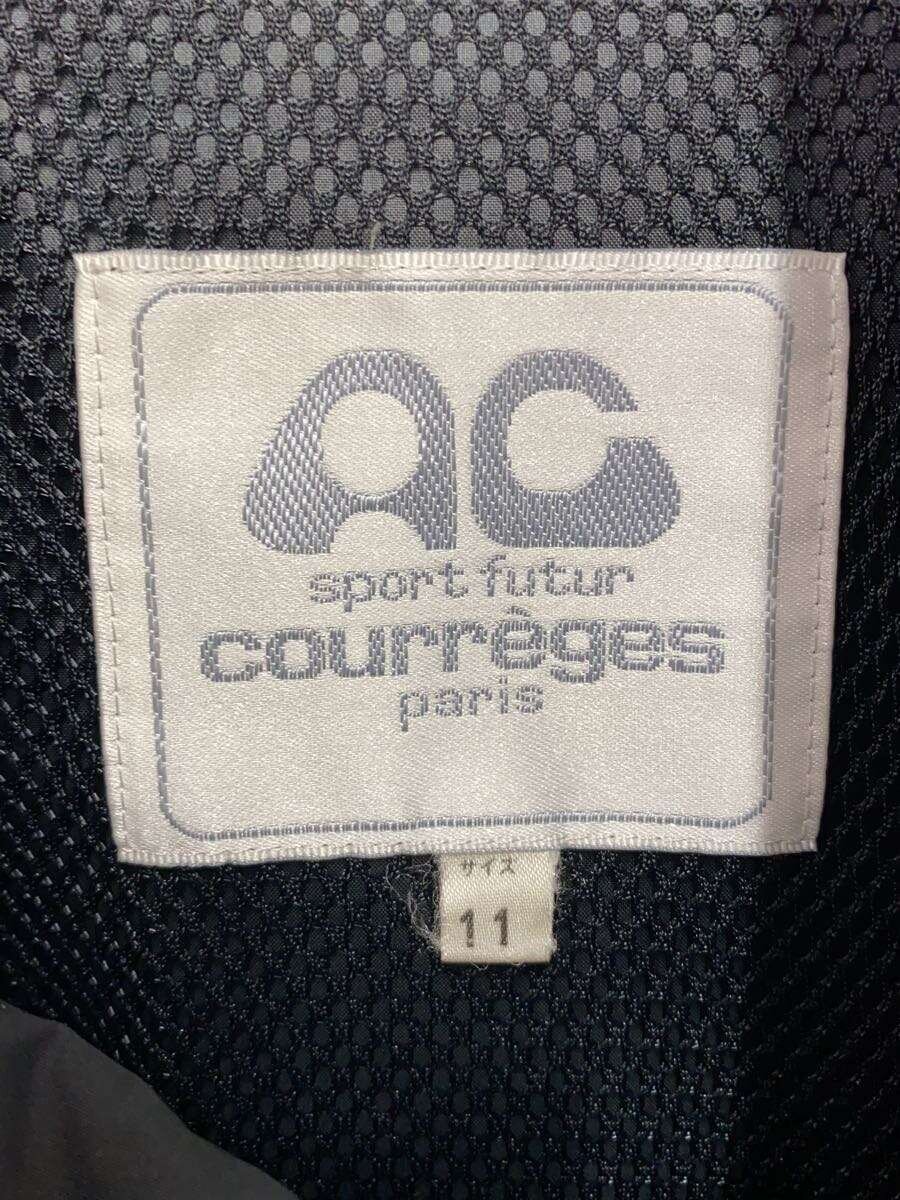 AC
sport futur
courrèges
paris
サイズ
11